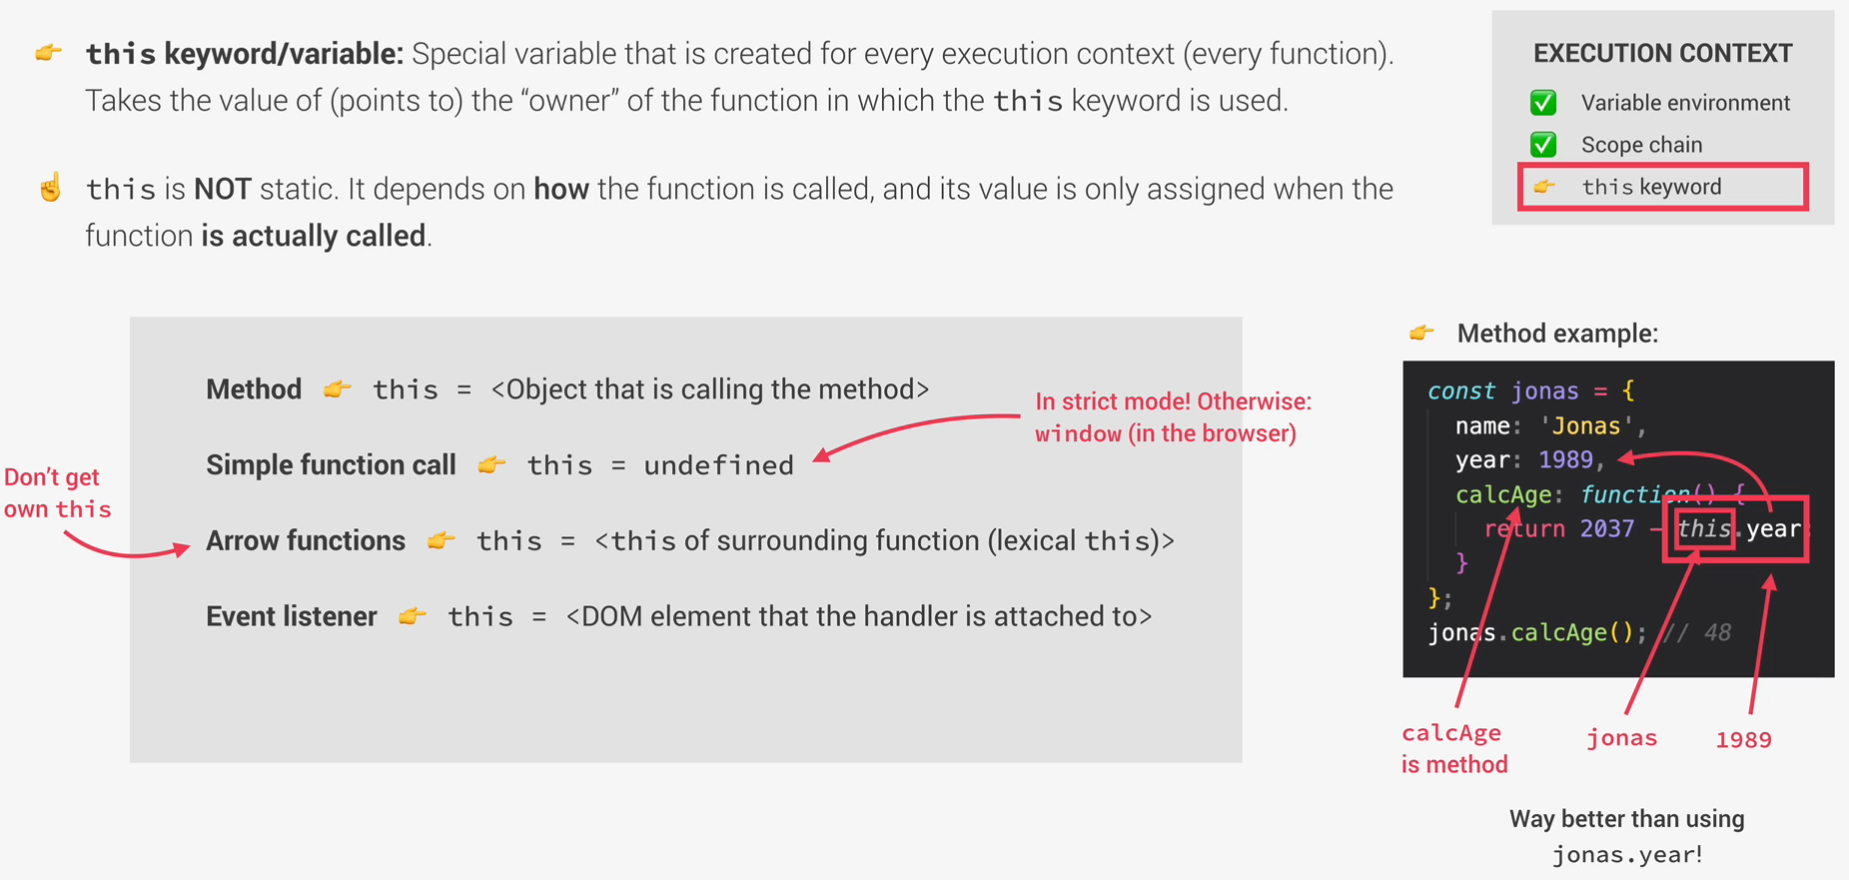 👉 this keyword/variable: Special variable that is created for every execution context (every function).
Takes the value of (points to) the “owner” of the function in which the this keyword is used.
☝️ this is NOT static. It depends on how the function is called, and its value is only assigned when the
function is actually called.
EXECUTION CONTEXT
✅ Variable environment
✅ Scope chain
👉 this keyword
Method 👉 this = <Object that is calling the method>
In strict mode! Otherwise:
window (in the browser)
Simple function call 👉 this = undefined
Don’t get
own this
Arrow functions 👉 this = <this of surrounding function (lexical this)>
Event listener 👉 this = <DOM element that the handler is attached to>
👉 Method example:
const jonas = {
name: 'Jonas',
year: 1989,
calcAge: function() {
return 2037 - this.year
}
};
jonas.calcAge(); // 48
calcAge
is method
jonas
1989
Way better than using
jonas.year!